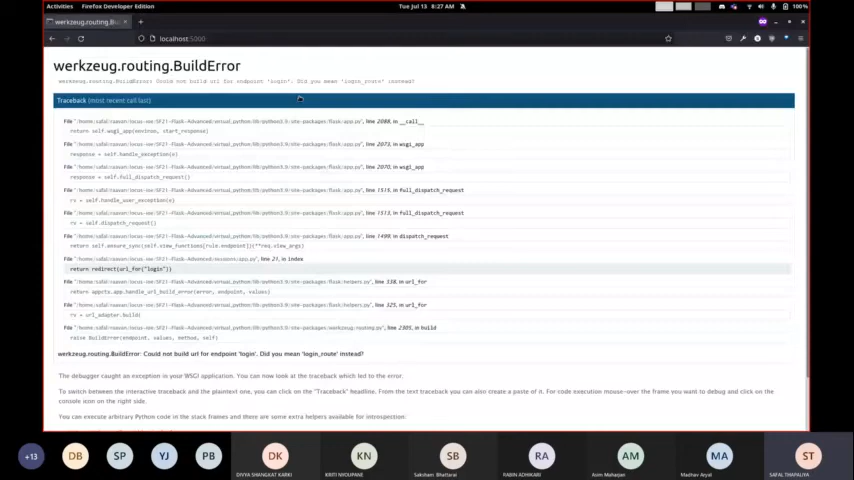 Activities Firefox Developer Edition Tue Jul 13 8:27 AM 100%
werkzeug.routing.Bui
localhost:5000
werkzeug.routing.BuildError
werkzeug.routing.BuildError: Could not build url for endpoint 'login'. Did you mean 'login_route' instead?
Traceback (most recent call last)
line 2088, in __call__
return self.wsgi_app(environ, start_response)
line 2073, in wsgi_app
response = self.handle_exception(e)
line 2070, in wsgi_app
response = self.full_dispatch_request()
line 1515, in full_dispatch_request
rv = self.handle_user_exception(e)
line 1513, in full_dispatch_request
rv = self.dispatch_request()
line 1499, in dispatch_request
return self.ensure_sync(self.view_functions[rule.endpoint])(**req.view_args)
line 21, in index
return redirect(url_for("login"))
line 338, in url_for
return appctx.app.handle_url_build_error(error, endpoint, values)
line 325, in url_for
rv = url_adapter.build(
line 2305, in build
raise BuildError(endpoint, values, method, self)
werkzeug.routing.BuildError: Could not build url for endpoint 'login'. Did you mean 'login_route' instead?
The debugger caught an exception in your WSGI application. You can now look at the traceback which led to the error.
To switch between the interactive traceback and the plaintext one, you can click on the "Traceback" headline. From the text traceback you can also create a paste of it. For code execution mouse-over the frame you want to debug and click on the
console icon on the right side.
You can execute arbitrary Python code in the stack frames and there are some extra helpers available for introspection:
+13 DB SP YJ PB DK KN SB RA AM MA ST
DIVYA SHANGKAT KARKI KRITI NYOUPANE Saksham Bhattarai RABIN ADHIKARI Asim Maharjan Madhav Aryal SAFAL THAPALIYA